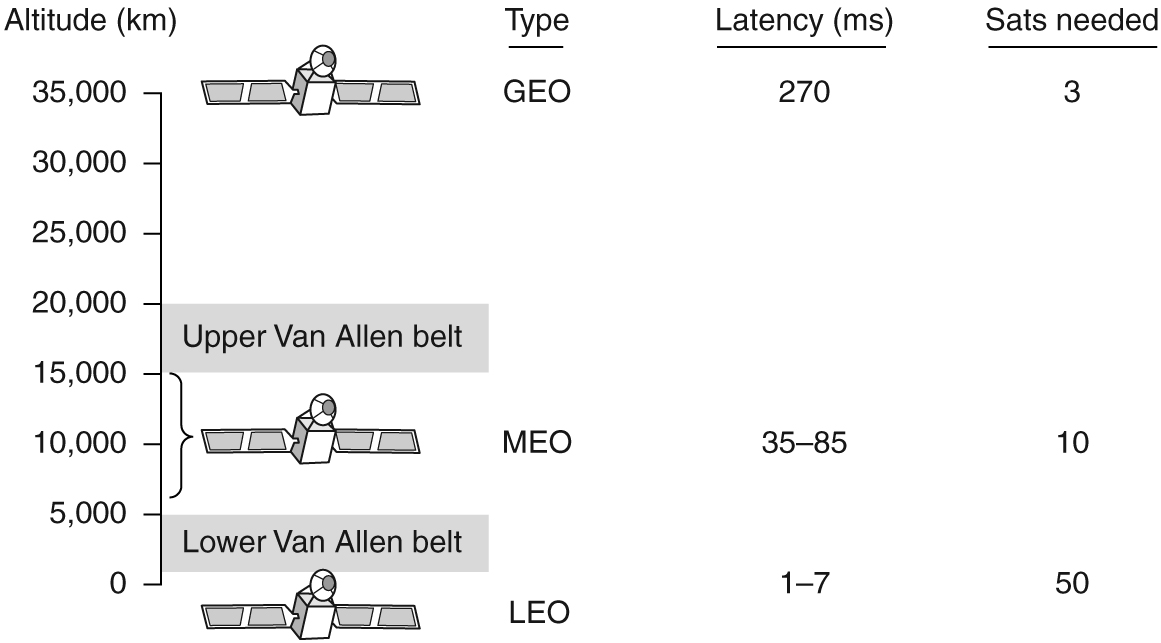 Altitude (km) Type Latency (ms) Sats needed
35,000 GEO 270 3
30,000
25,000
20,000
Upper Van Allen belt
15,000
10,000 MEO 35–85 10
5,000
Lower Van Allen belt
0 1–7 50
LEO